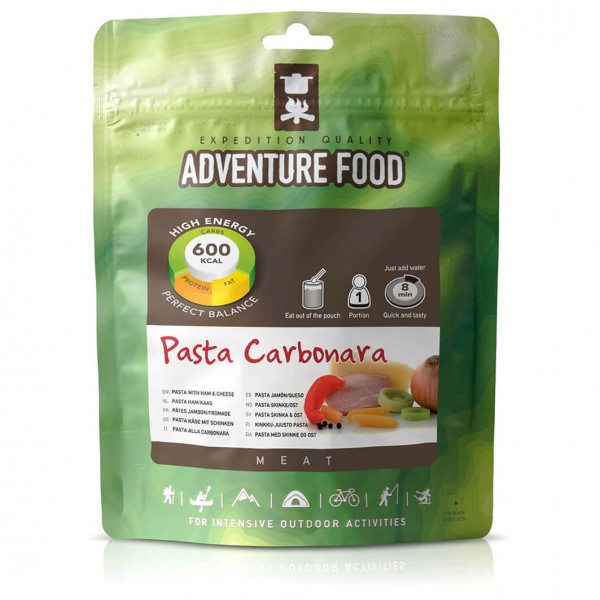 EXPEDITION QUALITY
ADVENTURE FOOD®
HIGH ENERGY
CARBS
600
KCAL
PROTEIN
FAT
PERFECT BALANCE
Eat out of the pouch
1
Portion
Just add water
8
min
Quick and tasty
Pasta Carbonara
EN PASTA WITH HAM & CHEESE
NL PASTA HAM/KAAS
FR PÂTES JAMBON/FROMAGE
DE PASTA KÄSE MIT SCHINKEN
IT PASTA ALLA CARBONARA
ES PASTA JAMÓN/QUESO
NO PASTA SKINKE/OST
SV PASTA SKINKA & OST
FI KINKKU-JUUSTO PASTA
DA PASTA MED SKINKE OG OST
MEAT
FOR INTENSIVE OUTDOOR ACTIVITIES